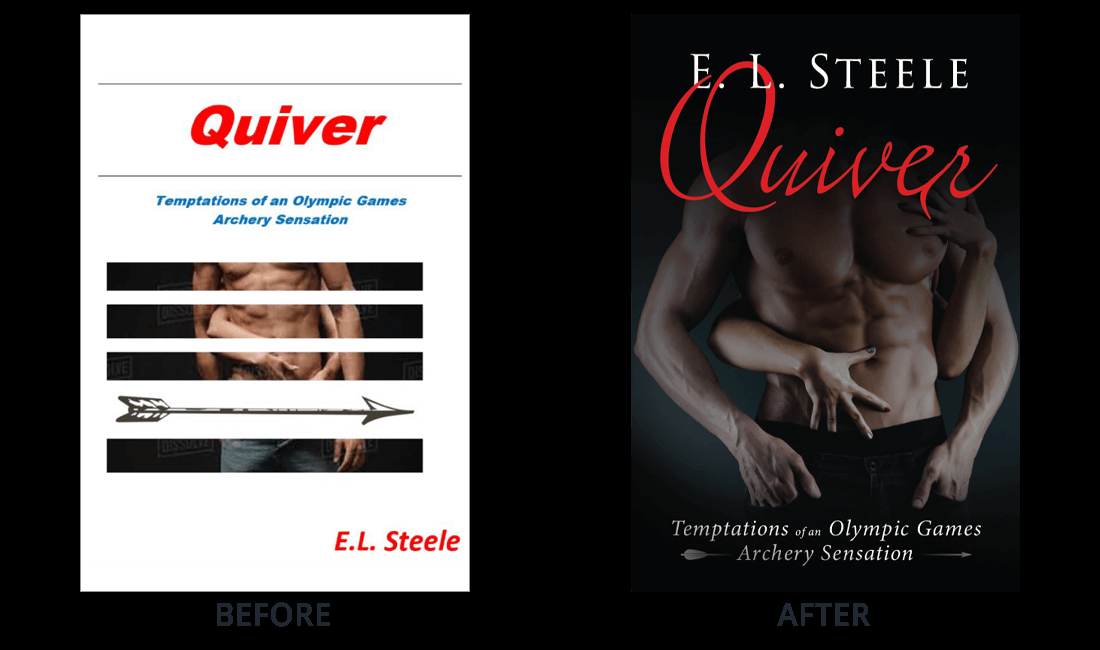 Quiver
Temptations of an Olympic Games
Archery Sensation
E.L. Steele
BEFORE
E. L. STEELE
Quiver
Temptations of an Olympic Games
Archery Sensation
AFTER